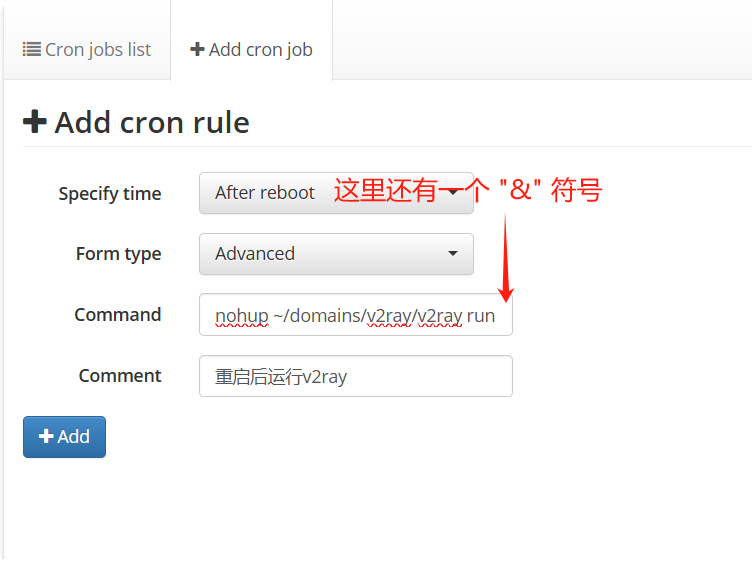 Cron jobs list
Add cron job
Add cron rule
Specify time
After reboot
这里还有一个 "&" 符号
Form type
Advanced
Command
nohup ~/domains/v2ray/v2ray run
Comment
重启后运行v2ray
Add